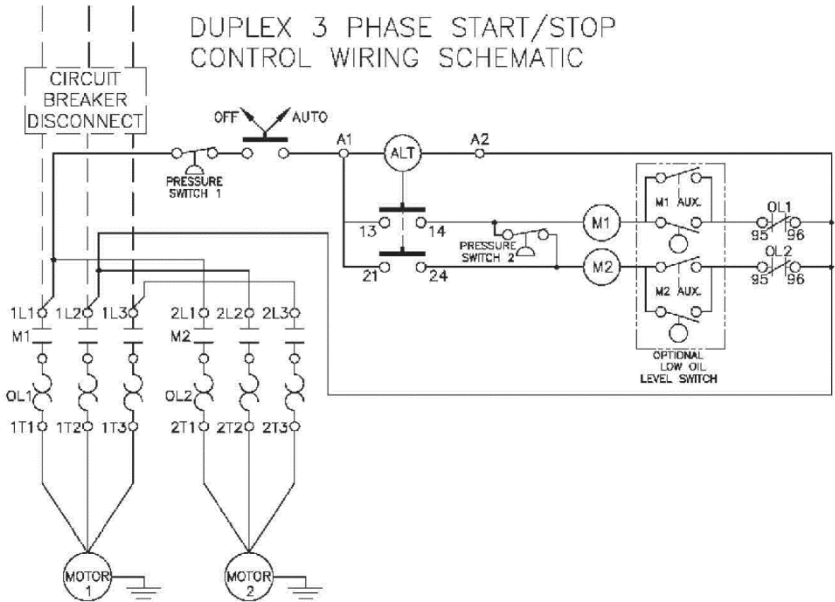 DUPLEX 3 PHASE START/STOP
CONTROL WIRING SCHEMATIC
CIRCUIT
BREAKER
DISCONNECT
OFF
AUTO
PRESSURE
SWITCH 1
A1
ALT
A2
13
14
PRESSURE
SWITCH 2
M1
M1 AUX.
OL1
95
96
21
24
M2
M2 AUX.
OL2
95
96
OPTIONAL
LOW OIL
LEVEL SWITCH
1L1
1L2
1L3
2L1
2L2
2L3
M1
M2
OL1
OL2
1T1
1T2
1T3
2T1
2T2
2T3
MOTOR
1
MOTOR
2